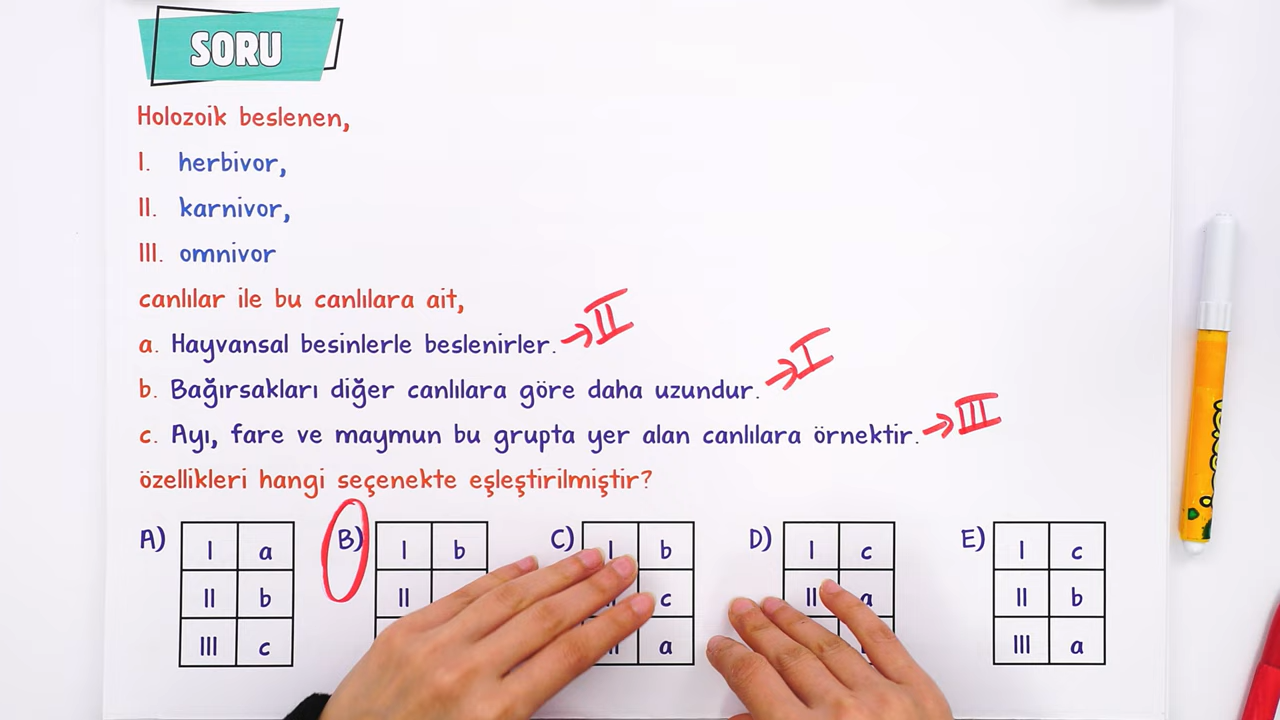 SORU
Holozoik beslenen,
I. herbivor,
II. karnivor,
III. omnivor
canlılar ile bu canlılara ait,
a. Hayvansal besinlerle beslenirler. →II
b. Bağırsakları diğer canlılara göre daha uzundur. →I
c. Ayı, fare ve maymun bu grupta yer alan canlılara örnektir. →III
özellikleri hangi seçenekte eşleştirilmiştir?
A) B) C) D) E)
I a I b I b I c I c
II b II c II a II b
III c a III a